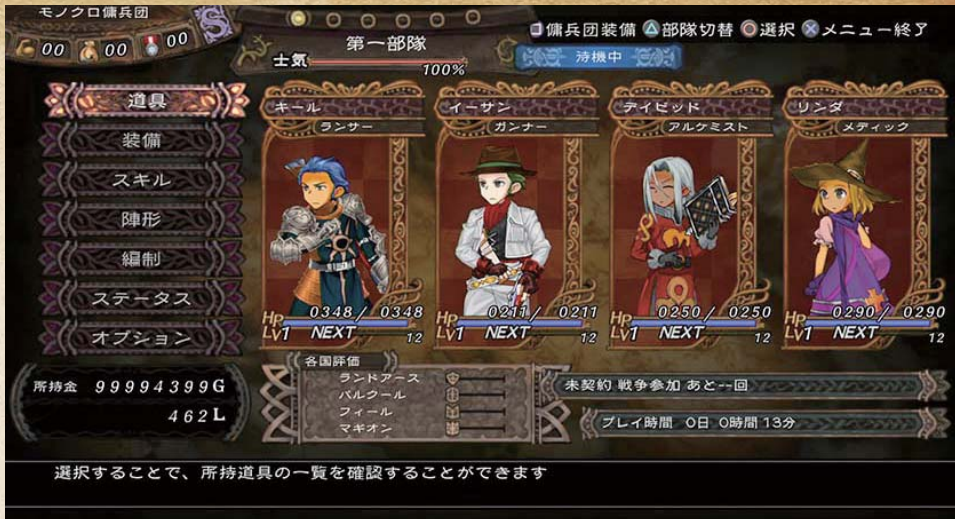 モノクロ傭兵団
00 00 00 S
第一部隊
士気 100%
□傭兵団装備 △部隊切替 ○選択 ×メニュー終了
待機中
道具
装備
スキル
陣形
編制
ステータス
オプション
キール
ランサー
Hp 0348 / 0348
Lv1 NEXT 12
イーサン
ガンナー
Hp 0211 / 0211
Lv1 NEXT 12
デイビッド
アルケミスト
Hp 0250 / 0250
Lv1 NEXT 12
リンダ
メディック
Hp 0290 / 0290
Lv1 NEXT 12
所持金 99994399G
462L
各国評価
ランドアース
バルクール
フィール
マギオン
未契約 戦争参加 あと--回
プレイ時間 0日 0時間 13分
選択することで、所持道具の一覧を確認することができます